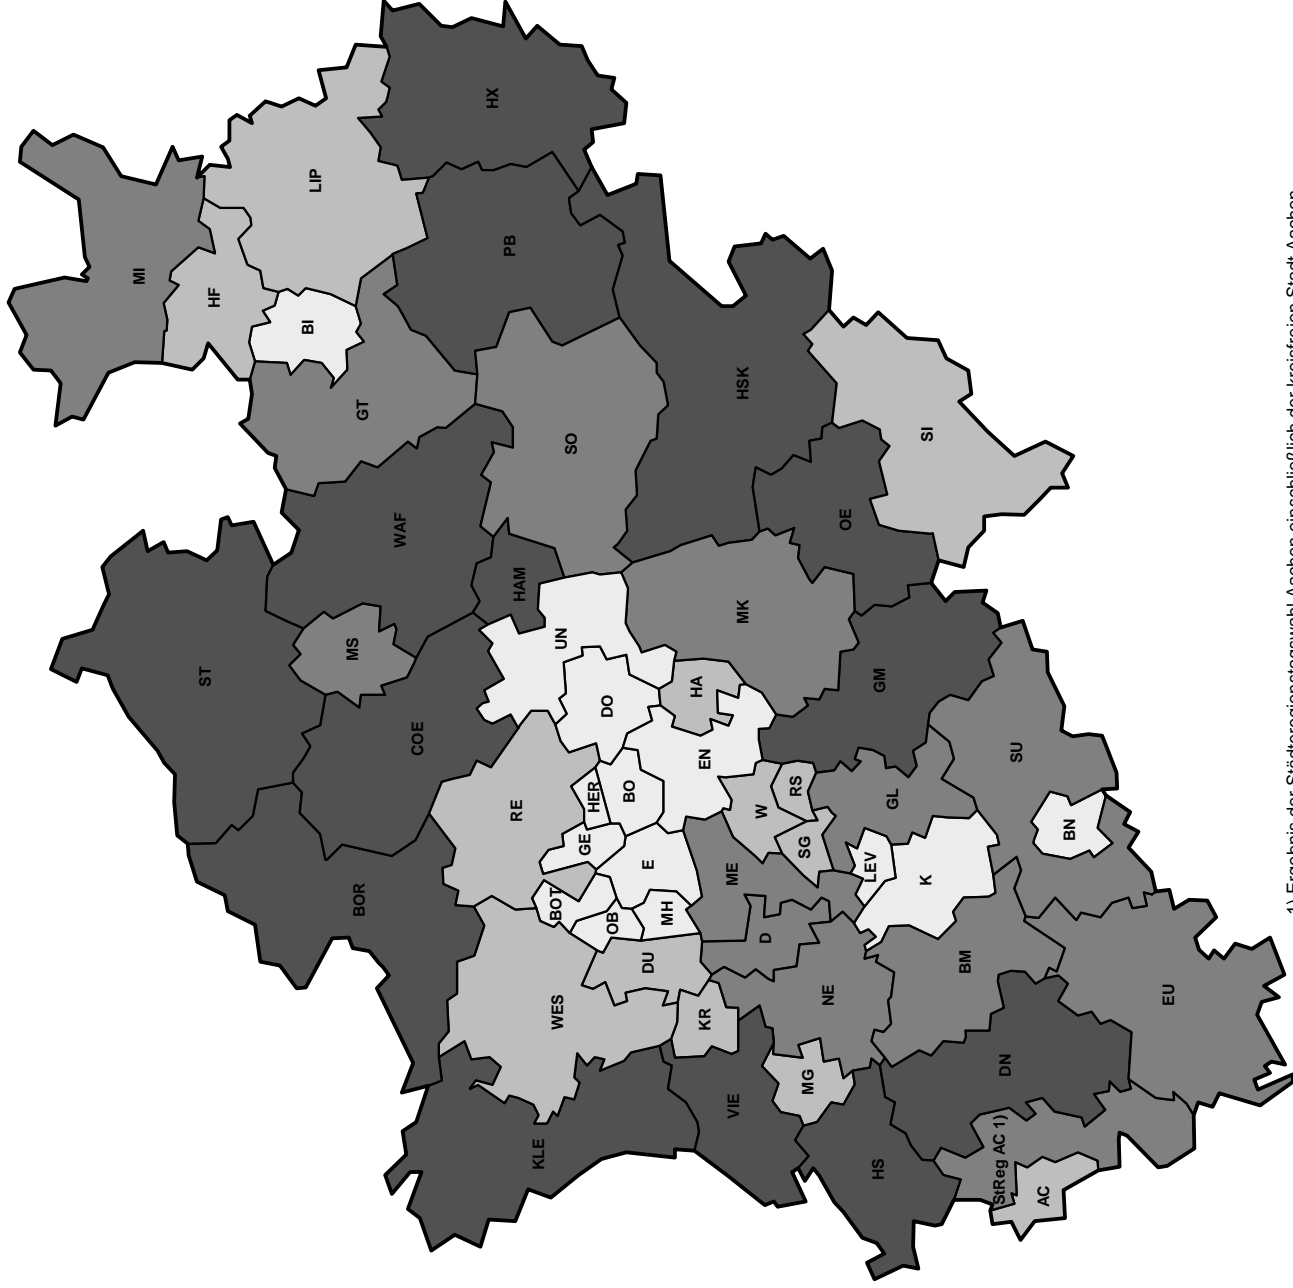 HX
LIP
PB
MI
HF
BI
HSK
GT
SO
SI
WAF
OE
HAM
MK
UN
MS
ST
GM
HA
DO
COE
SU
EN
RS
HER
BO
GL
RE
W
BN
GE
SG
E
LEV
ME
K
BOR
BOT
MH
OB
D
BM
DU
NE
EU
WES
KR
DN
MG
VIE
KLE
HS
StReg AC 1)
AC
1) Ergebnis der Städteregionstagswahl Aachen einschließlich der kreisfreien Stadt Aachen